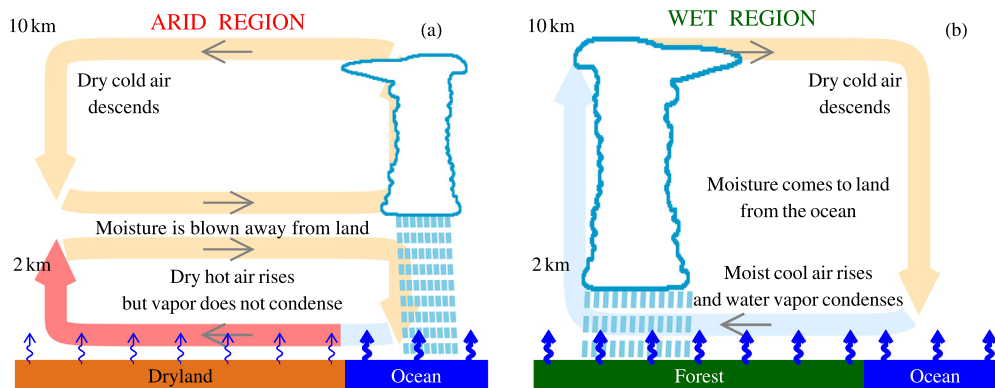 ARID REGION
(a)
10 km
Dry cold air
descends
Moisture is blown away from land
2 km
Dry hot air rises
but vapor does not condense
Dryland
Ocean
WET REGION
(b)
10 km
Dry cold air
descends
Moisture comes to land
from the ocean
2 km
Moist cool air rises
and water vapor condenses
Forest
Ocean